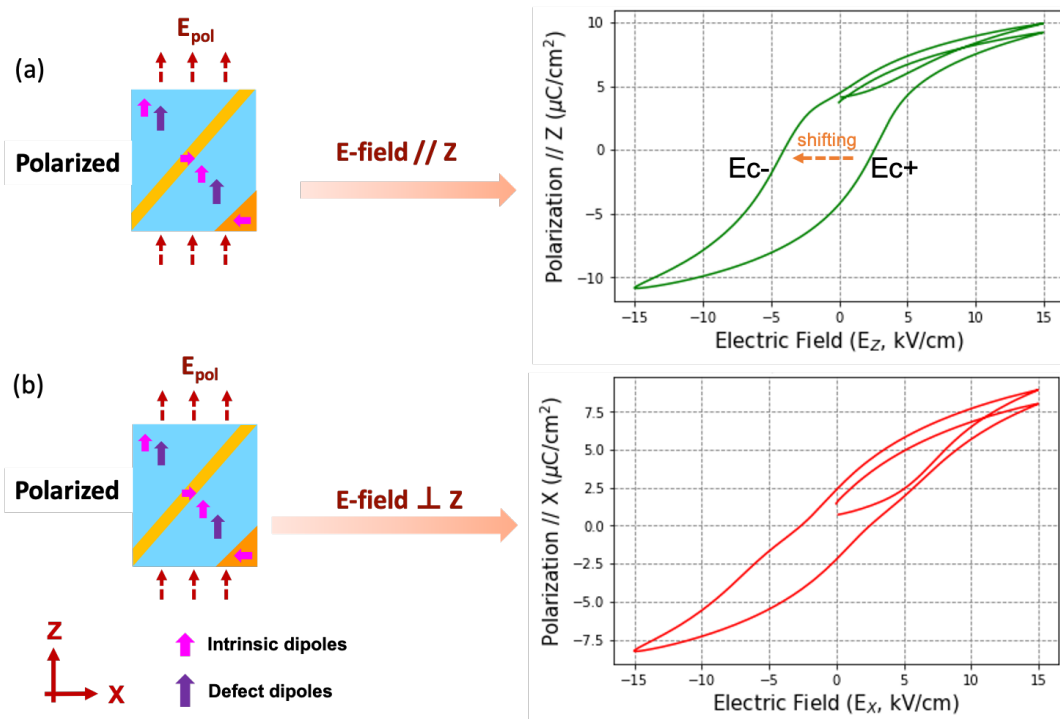 (a)
E_pol
Polarized
E-field // Z
Polarization // Z (μC/cm²)
10
5
0
−5
−10
shifting
Ec-
Ec+
−15 −10 −5 0 5 10 15
Electric Field (E_Z, kV/cm)
(b)
E_pol
Polarized
E-field ⊥ Z
Polarization // X (μC/cm²)
7.5
5.0
2.5
0.0
−2.5
−5.0
−7.5
−15 −10 −5 0 5 10 15
Electric Field (E_X, kV/cm)
Z
X
Intrinsic dipoles
Defect dipoles